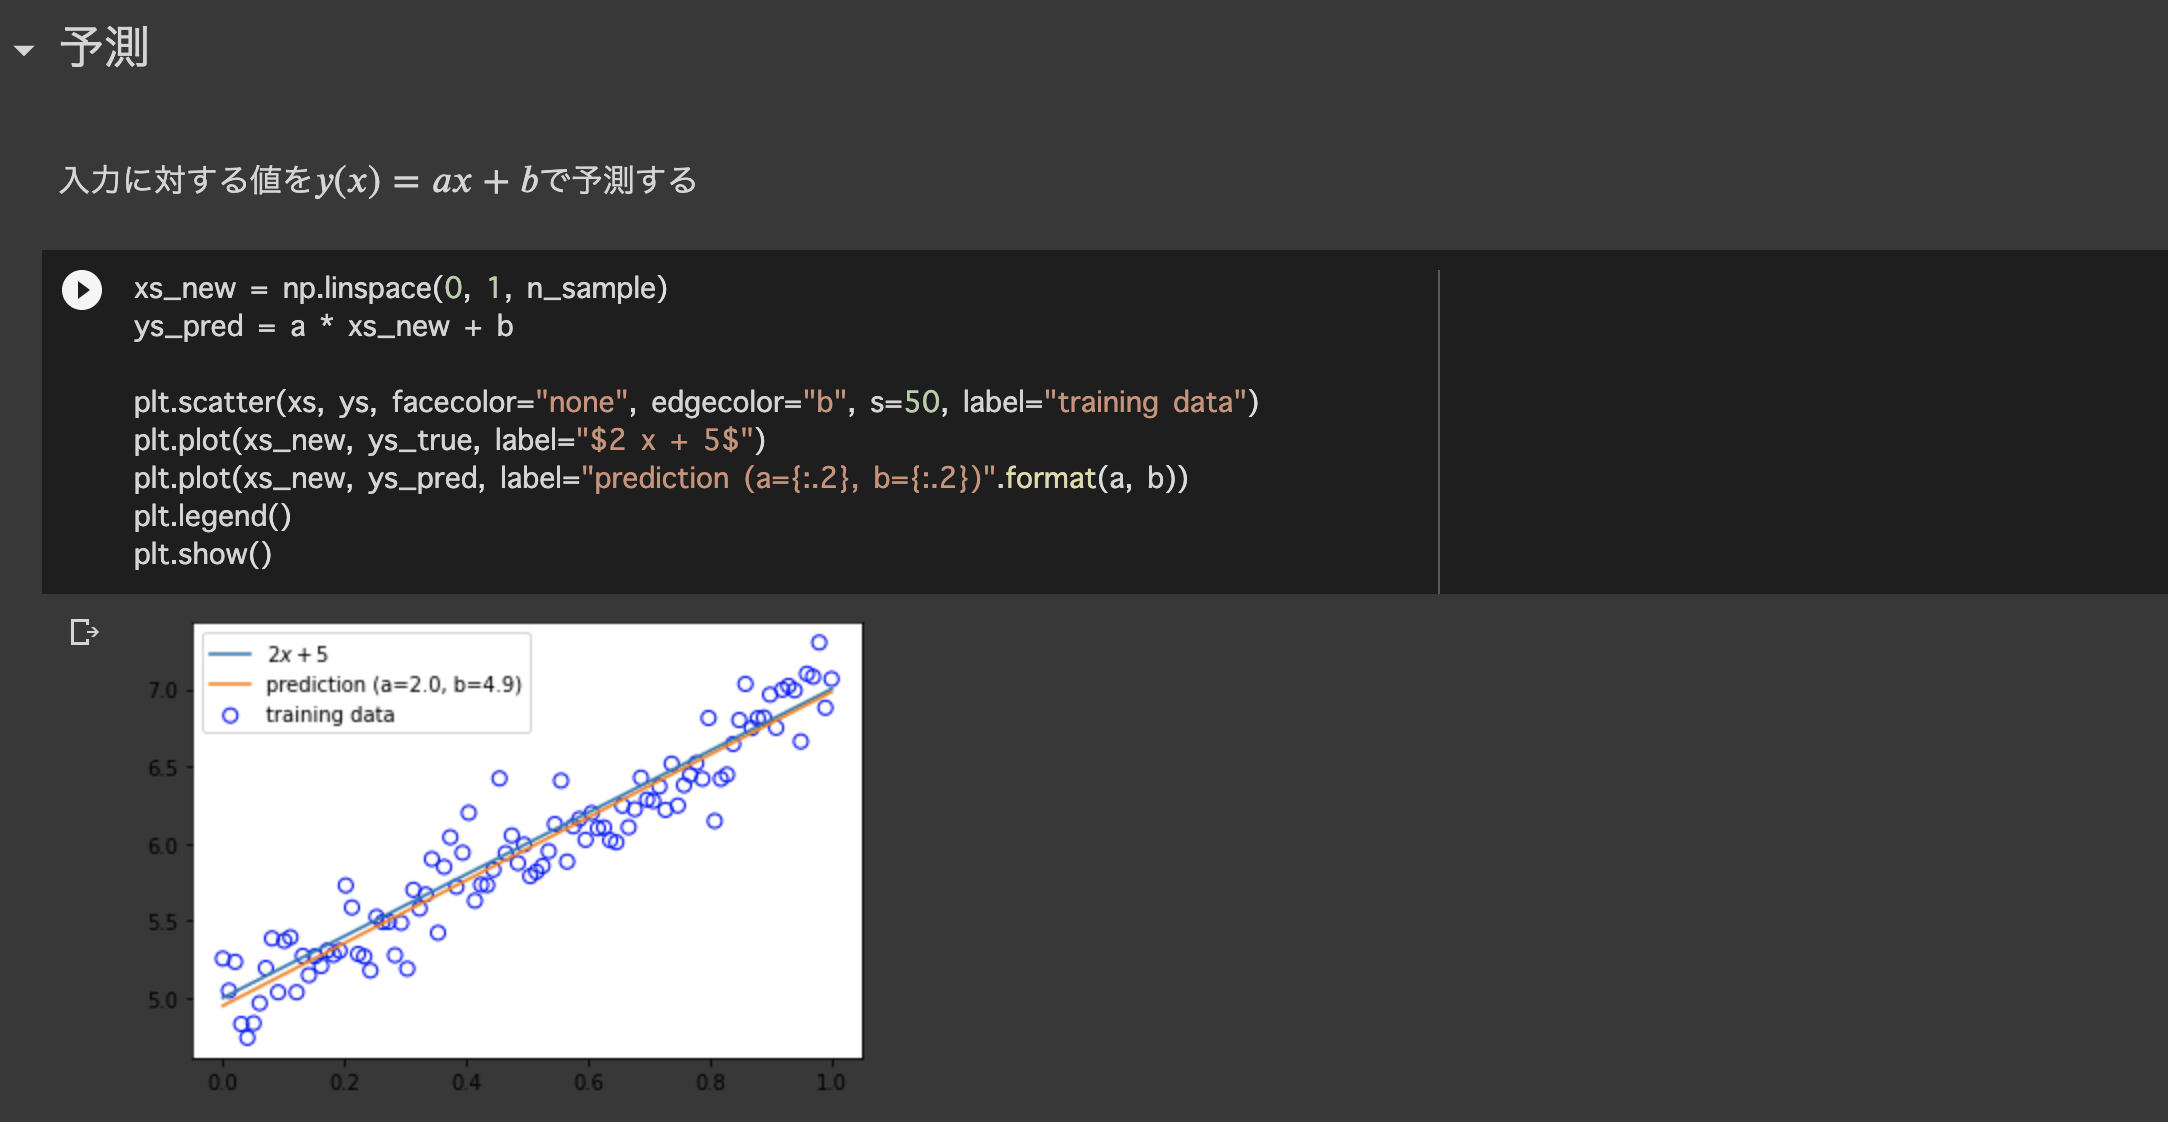 予測
入力に対する値をy(x) = ax + bで予測する
xs_new = np.linspace(0, 1, n_sample)
ys_pred = a * xs_new + b
plt.scatter(xs, ys, facecolor="none", edgecolor="b", s=50, label="training data")
plt.plot(xs_new, ys_true, label="$2 x + 5$")
plt.plot(xs_new, ys_pred, label="prediction (a={:.2}, b={:.2})".format(a, b))
plt.legend()
plt.show()
2x + 5
prediction (a=2.0, b=4.9)
training data
7.0
6.5
6.0
5.5
5.0
0.0 0.2 0.4 0.6 0.8 1.0